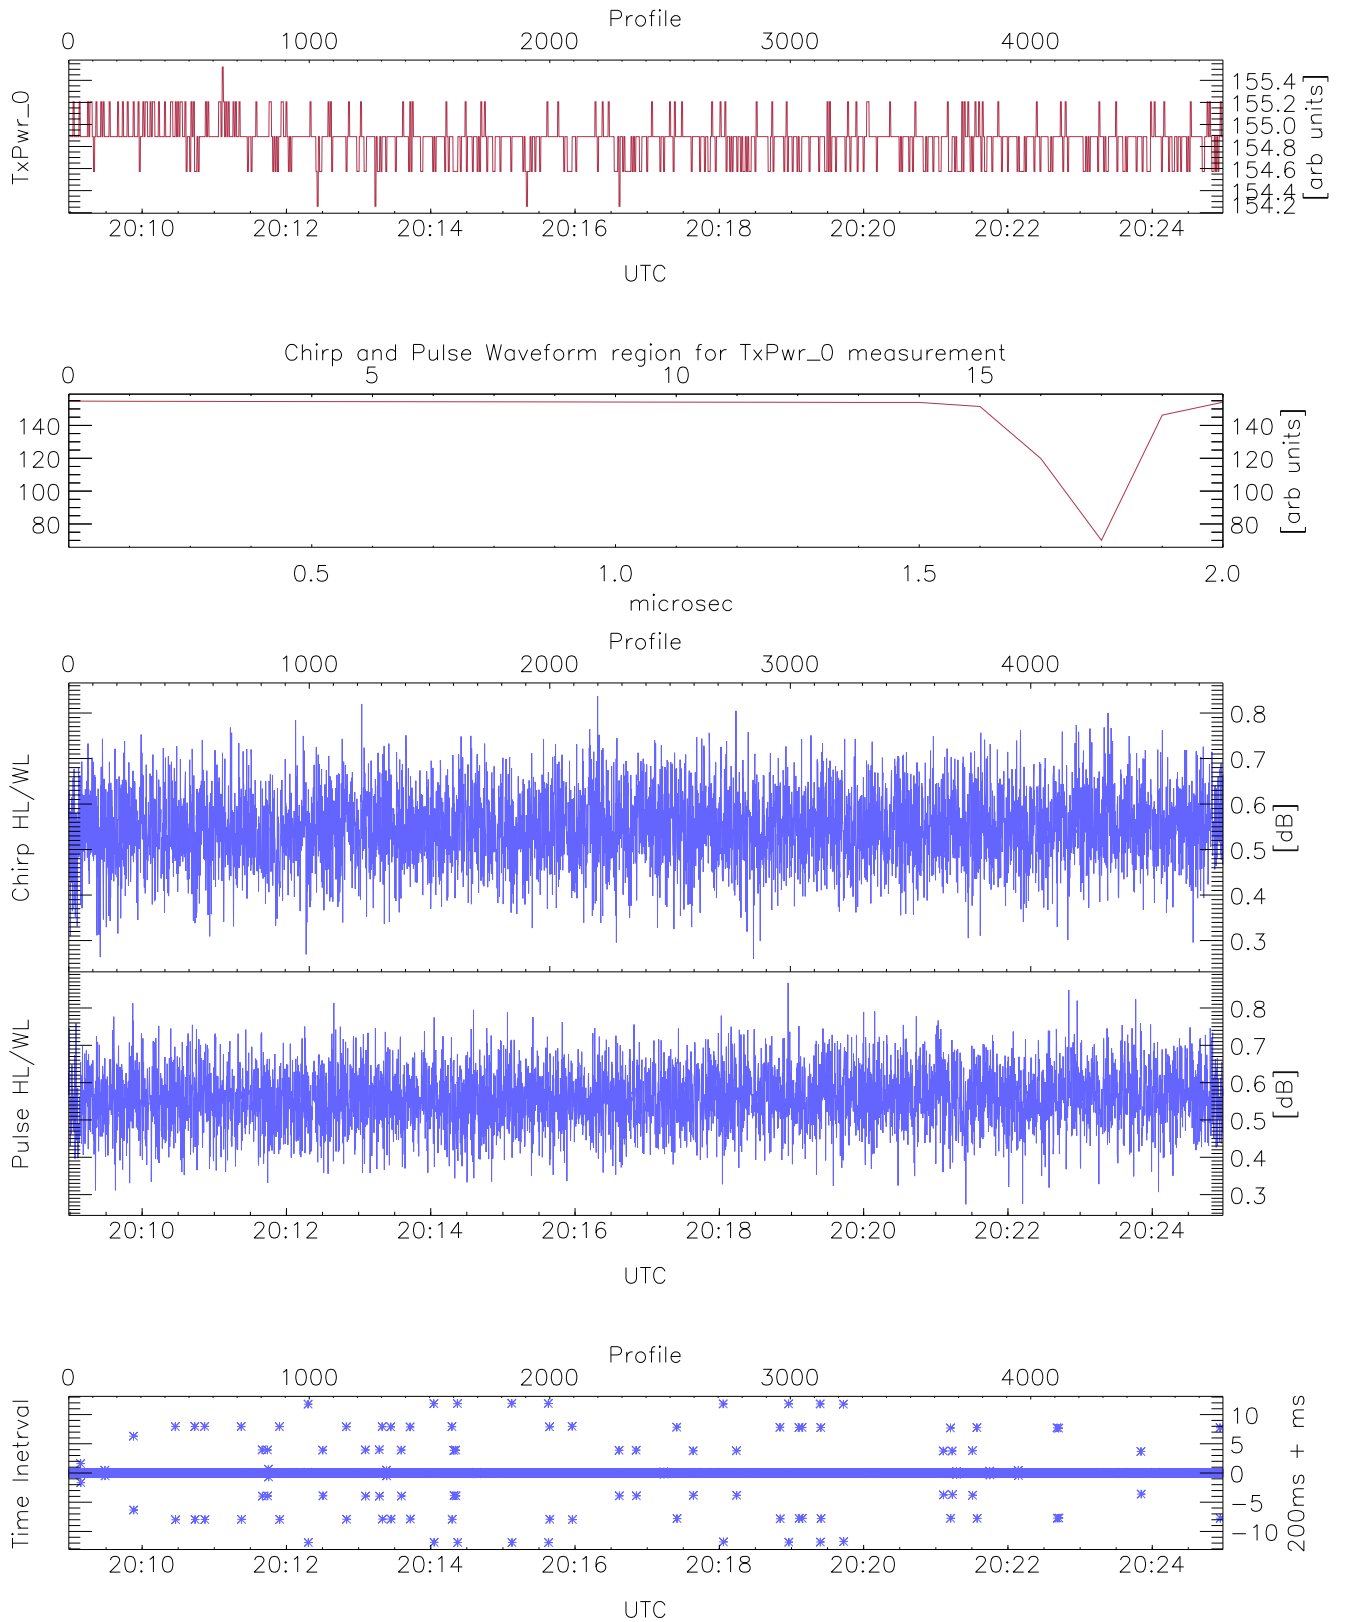 Profile
0 1000 2000 3000 4000
TxPwr_0
155.4
155.2
155.0
154.8
154.6
154.4
154.2
[arb units]
20:10 20:12 20:14 20:16 20:18 20:20 20:22 20:24
UTC
Chirp and Pulse Waveform region for TxPwr_0 measurement
0 5 10 15
140 140
120 120
100 100
80 80
[arb units]
0.5 1.0 1.5 2.0
microsec
Profile
0 1000 2000 3000 4000
Chirp HL/WL
0.8
0.7
0.6
0.5
0.4
0.3
[dB]
Pulse HL/WL
0.8
0.7
0.6
0.5
0.4
0.3
[dB]
20:10 20:12 20:14 20:16 20:18 20:20 20:22 20:24
UTC
Profile
0 1000 2000 3000 4000
Time Inetrval
10
5
0
−5
−10
200ms + ms
20:10 20:12 20:14 20:16 20:18 20:20 20:22 20:24
UTC